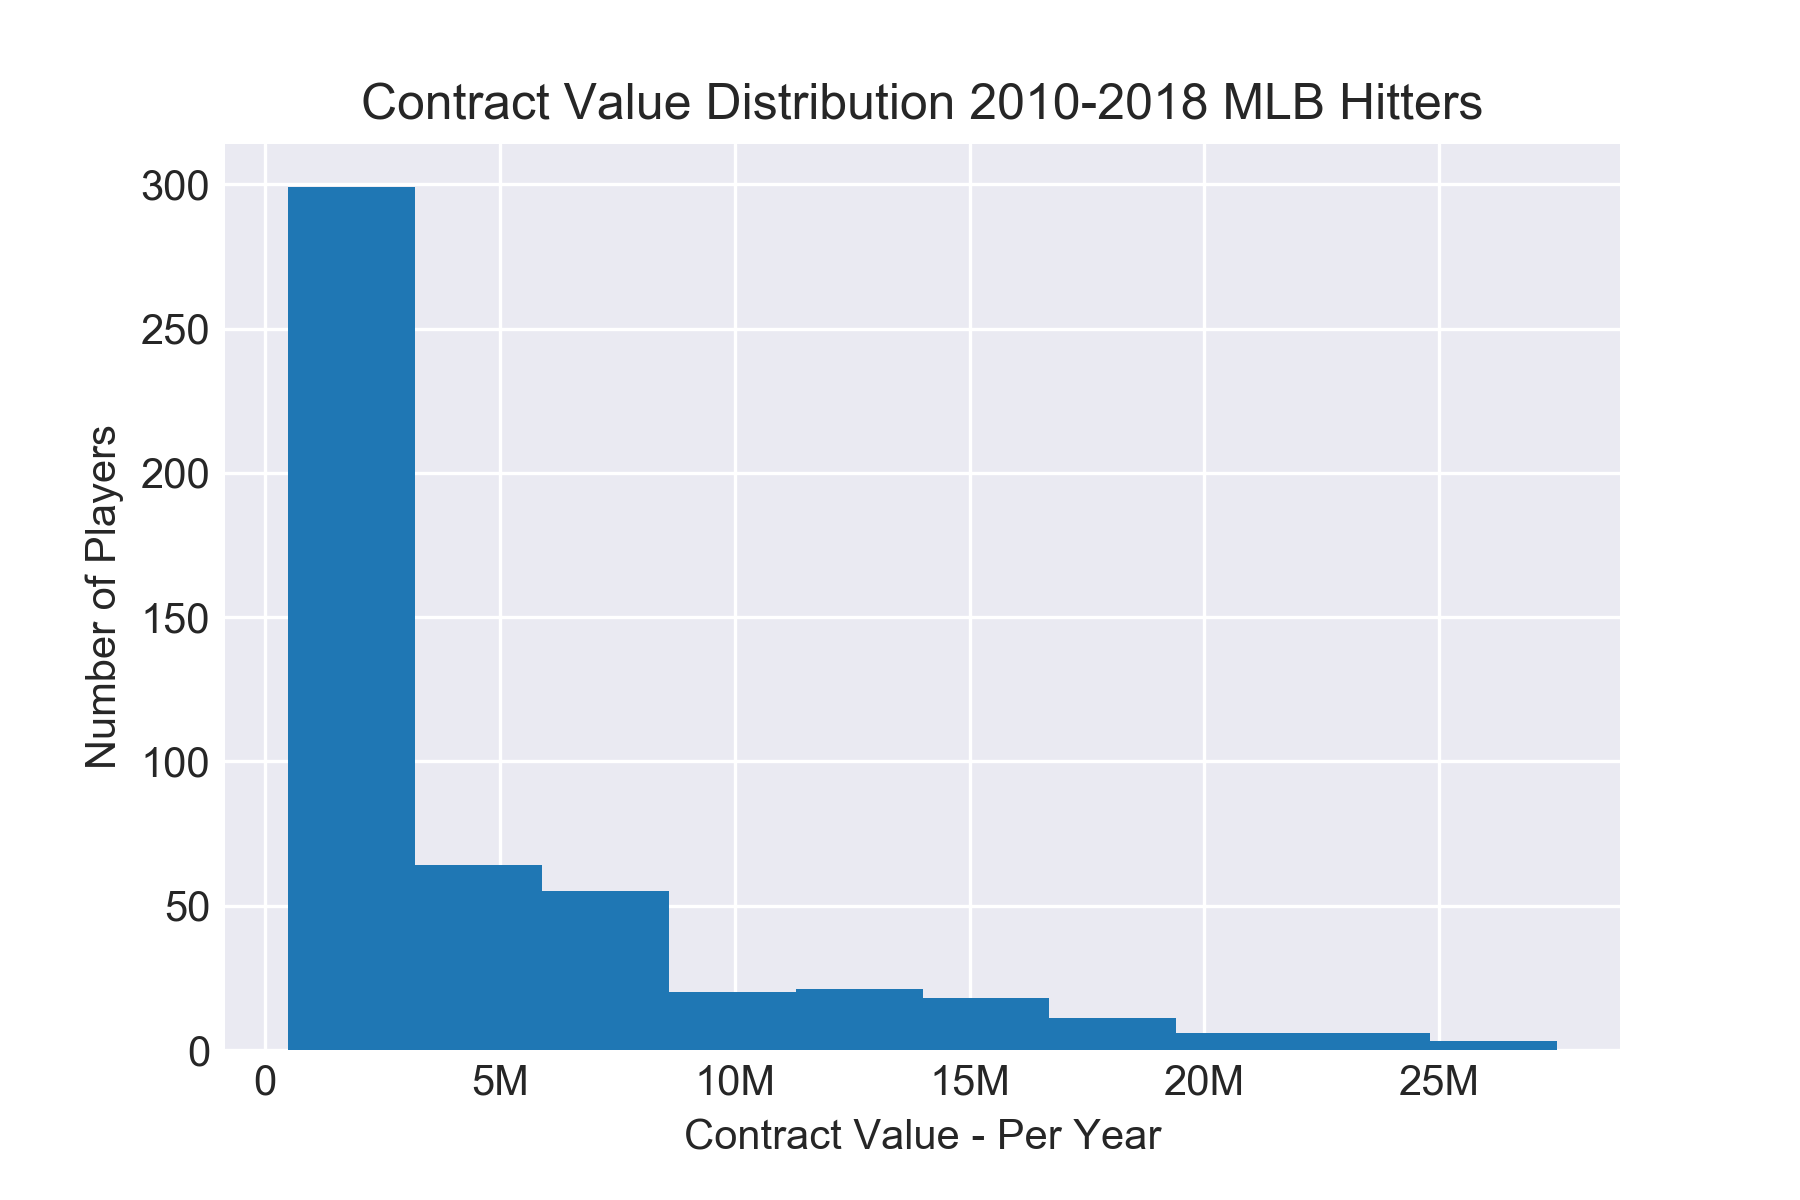 Contract Value Distribution 2010-2018 MLB Hitters
300
250
200
150
100
50
0
Number of Players
0 5M 10M 15M 20M 25M
Contract Value - Per Year